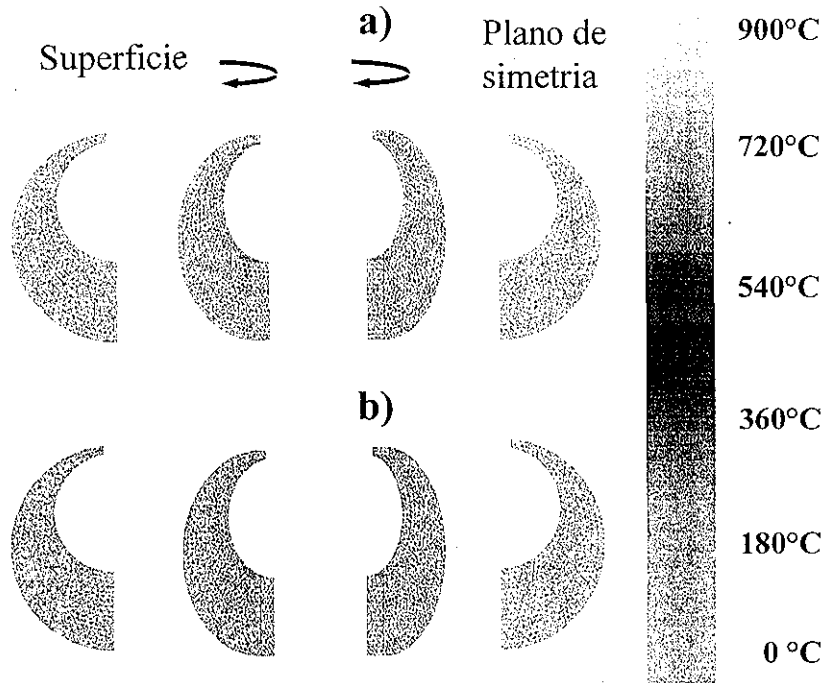 a)
Superficie
Plano de
simetria
b)
900°C
720°C
540°C
360°C
180°C
0 °C